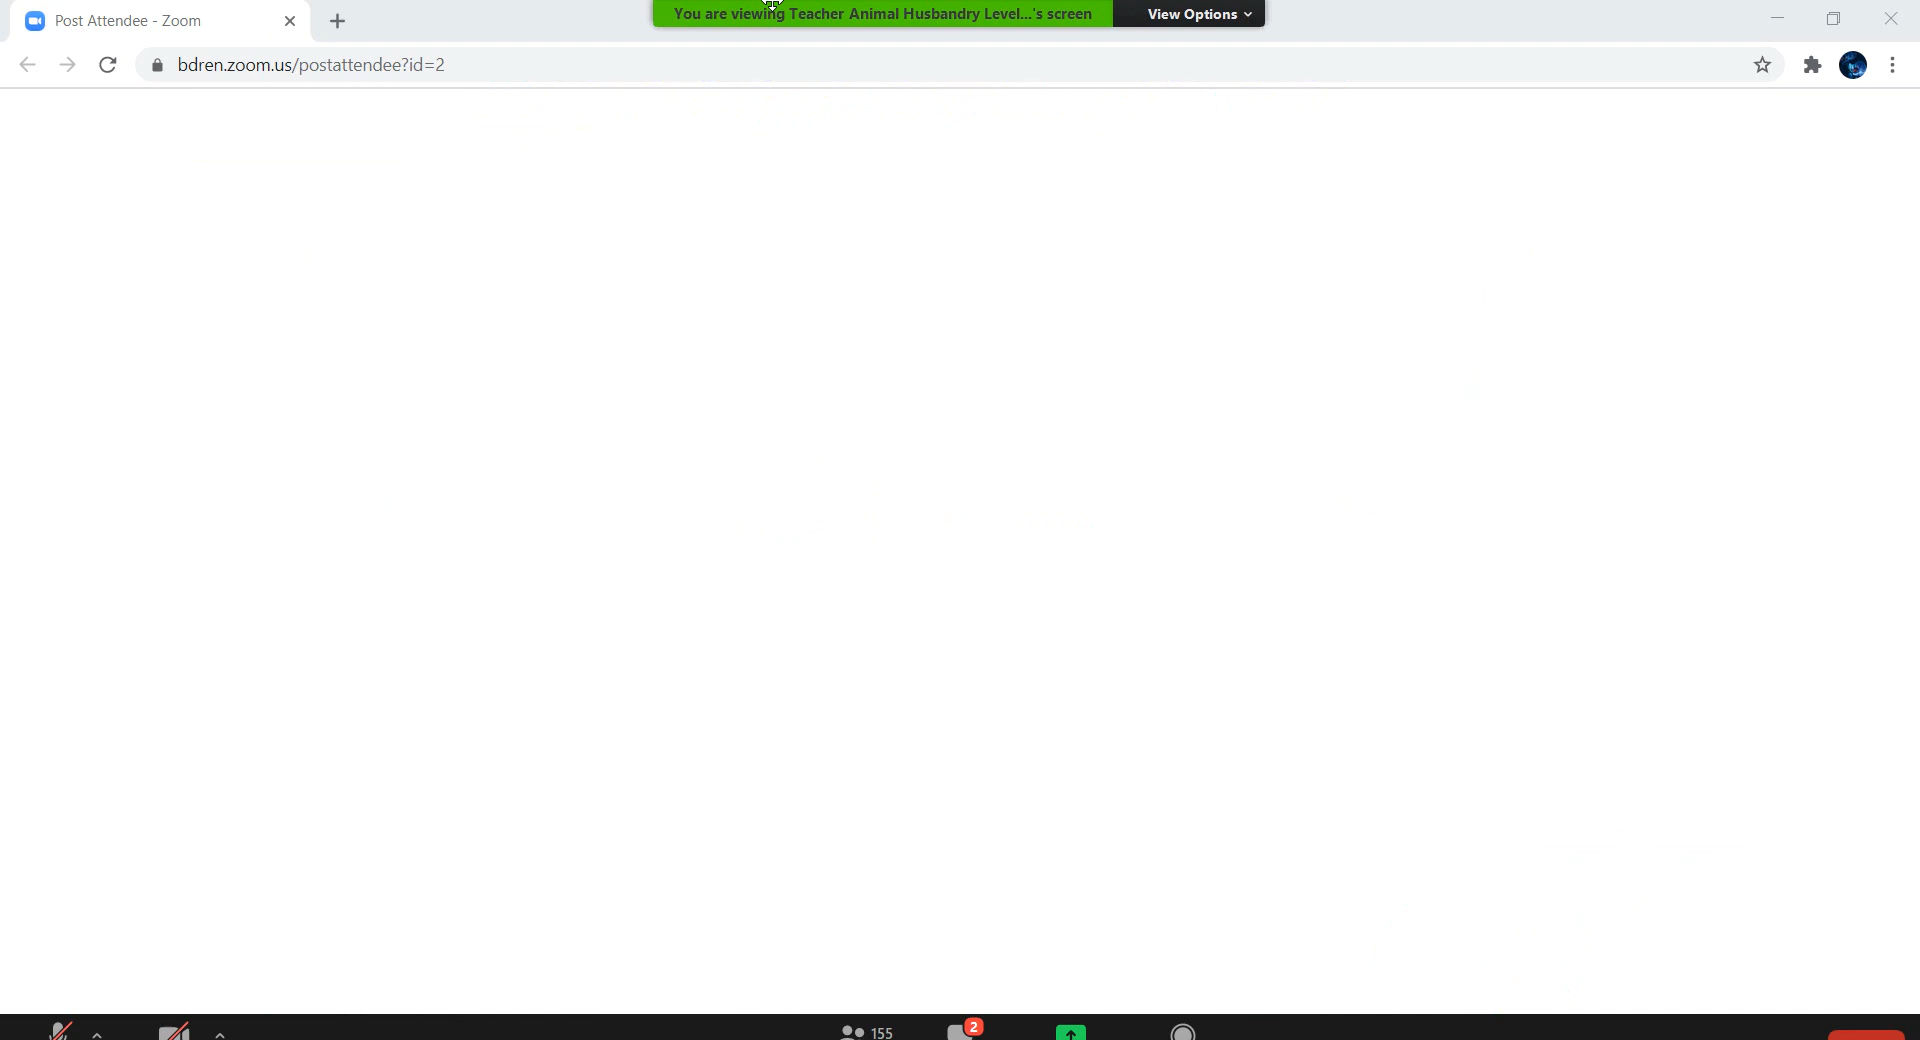 Post Attendee - Zoom
You are viewing Teacher Animal Husbandry Level...'s screen
View Options
bdren.zoom.us/postattendee?id=2
155
2